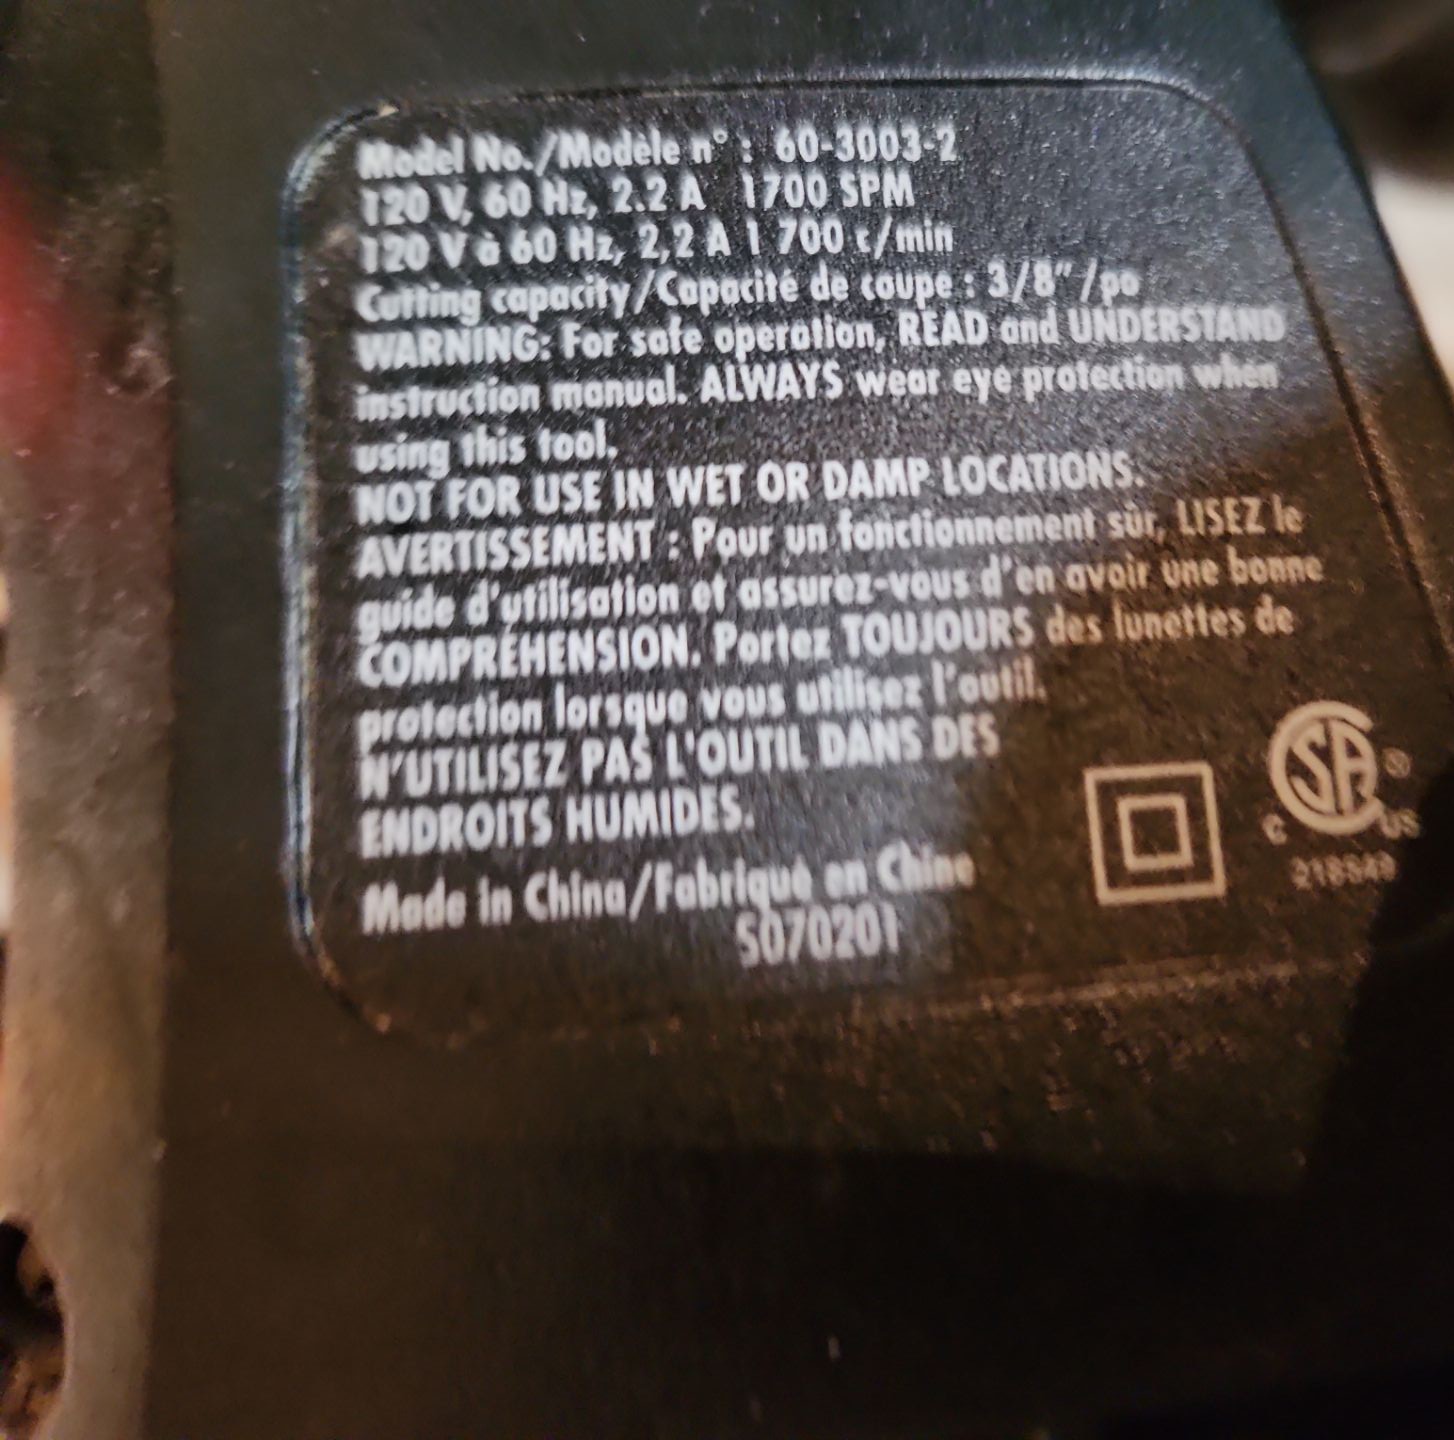 Model No./Modèle n° : 60-3003-2
120 V, 60 Hz, 2.2 A 1700 SPM
120 V à 60 Hz, 2,2 A 1 700 c/min
Cutting capacity/Capacité de coupe : 3/8"/po
WARNING: For safe operation, READ and UNDERSTAND
instruction manual. ALWAYS wear eye protection when
using this tool.
NOT FOR USE IN WET OR DAMP LOCATIONS.
AVERTISSEMENT : Pour un fonctionnement sûr, LISEZ le
guide d'utilisation et assurez-vous d'en avoir une bonne
COMPRÉHENSION. Portez TOUJOURS des lunettes de
protection lorsque vous utilisez l'outil.
N'UTILISEZ PAS L'OUTIL DANS DES
ENDROITS HUMIDES.
Made in China/Fabriqué en Chine
S070201
C SA US